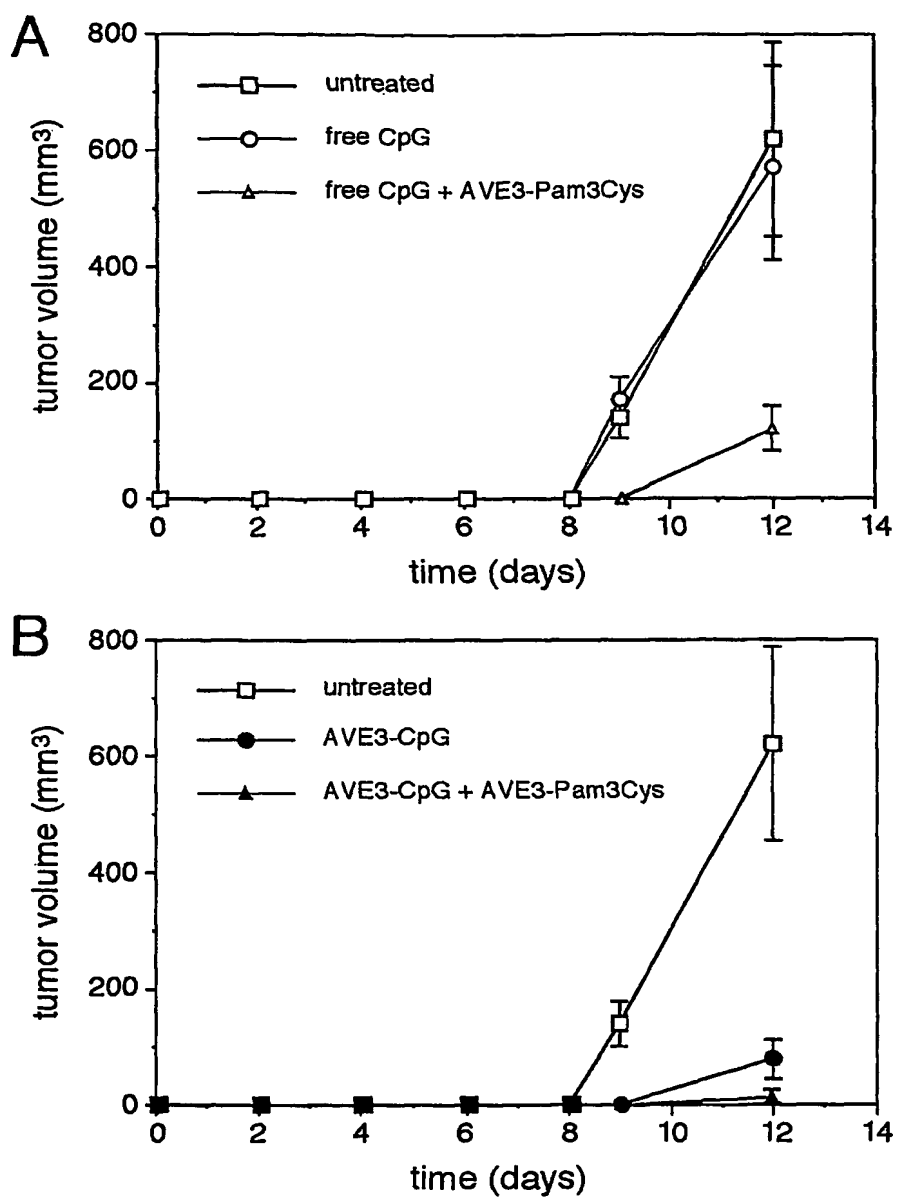 A
800
600
400
200
0
tumor volume (mm³)
untreated
free CpG
free CpG + AVE3-Pam3Cys
0 2 4 6 8 10 12 14
time (days)
B
800
600
400
200
0
tumor volume (mm³)
untreated
AVE3-CpG
AVE3-CpG + AVE3-Pam3Cys
0 2 4 6 8 10 12 14
time (days)